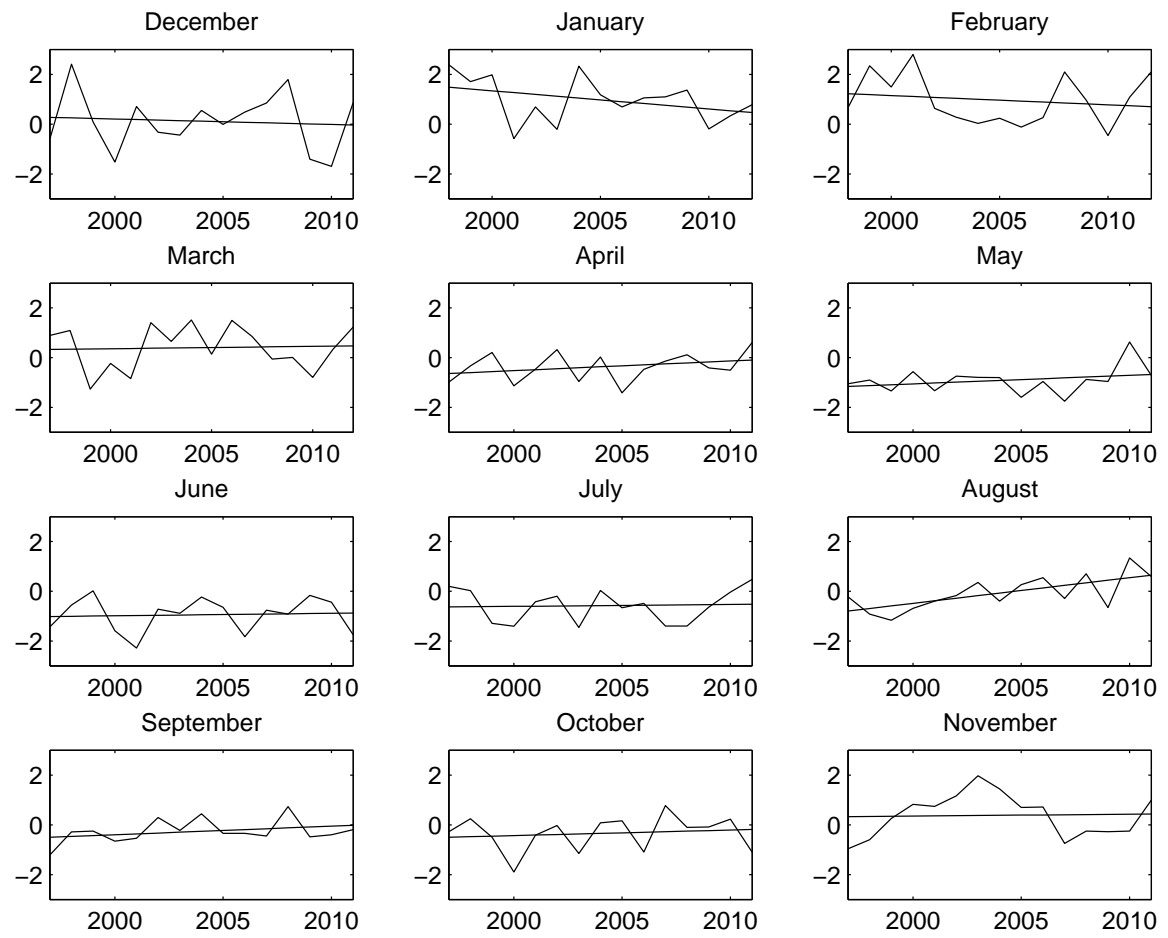 December January February
2 2 2
0 0 0
−2 −2 −2
2000 2005 2010 2000 2005 2010 2000 2005 2010
March April May
2 2 2
0 0 0
−2 −2 −2
2000 2005 2010 2000 2005 2010 2000 2005 2010
June July August
2 2 2
0 0 0
−2 −2 −2
2000 2005 2010 2000 2005 2010 2000 2005 2010
September October November
2 2 2
0 0 0
−2 −2 −2
2000 2005 2010 2000 2005 2010 2000 2005 2010